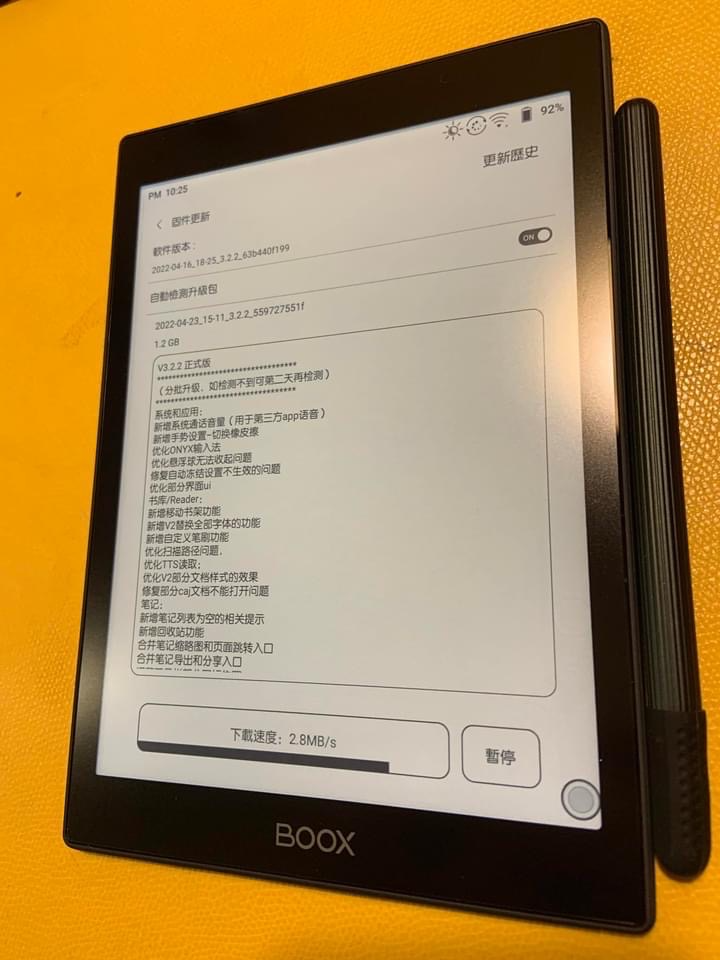 PM 10:25
92%
更新歷史
固件更新
軟件版本:
2022-04-16_18-25_3.2.2_63b440f199
ON
自動檢測升級包
2022-04-23_15-11_3.2.2_559727551f
1.2 GB
V3.2.2 正式版
**********************************
（分批升级，如检测不到可第二天再检测）
**********************************
系统和应用:
新增系统通话音量（用于第三方app语音）
新增手势设置-切换橡皮擦
优化ONYX输入法
优化悬浮球无法收起问题
修复自动冻结设置不生效的问题
优化部分界面ui
书库/Reader:
新增移动书架功能
新增V2替换全部字体的功能
新增自定义笔刷功能
优化扫描路径问题，
优化TTS读取;
优化V2部分文档样式的效果
修复部分caj文档不能打开问题
笔记:
新增笔记列表为空的相关提示
新增回收站功能
合并笔记缩略图和页面跳转入口
合并笔记导出和分享入口
下載速度: 2.8MB/s
暫停
BOOX